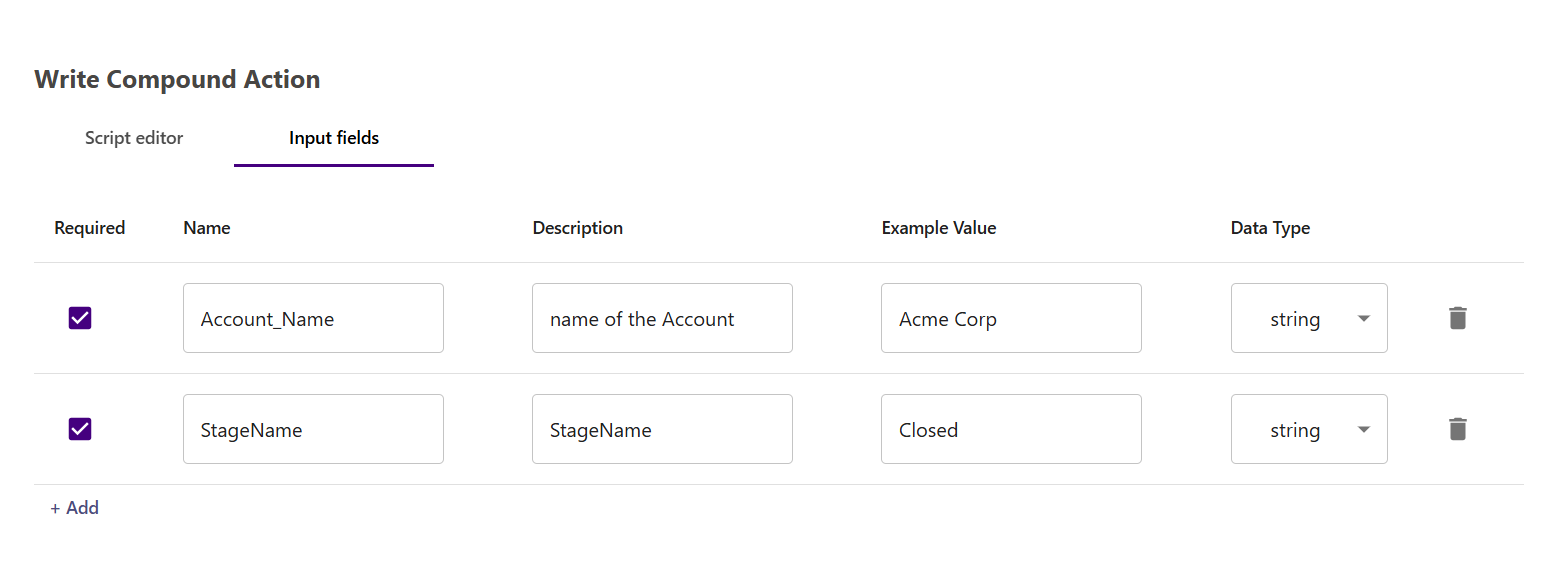 Write Compound Action
Script editor Input fields
Required Name Description Example Value Data Type
Account_Name name of the Account Acme Corp string
StageName StageName Closed string
+ Add